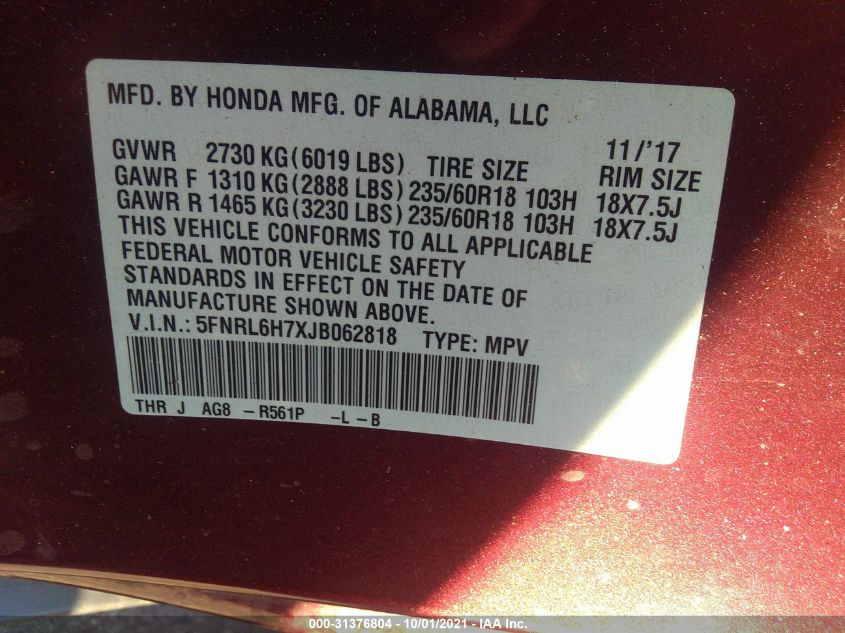 MFD. BY HONDA MFG. OF ALABAMA, LLC
11/'17
GVWR 2730 KG(6019 LBS) TIRE SIZE RIM SIZE
GAWR F 1310 KG(2888 LBS)235/60R18 103H 18X7.5J
GAWR R 1465 KG(3230 LBS)235/60R18 103H 18X7.5J
THIS VEHICLE CONFORMS TO ALL APPLICABLE
FEDERAL MOTOR VEHICLE SAFETY
STANDARDS IN EFFECT ON THE DATE OF
MANUFACTURE SHOWN ABOVE.
V.I.N.: 5FNRL6H7XJB062818 TYPE: MPV
THR J AG8 -R561P -L-B
000-31376804 - 10/01/2021 - IAA Inc.